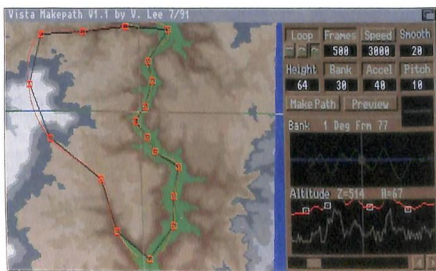 Vista Makepath V1.1 by V. Lee 7/91
Loop Frames Speed Smooth
500 3000 20
Height Bank Accel Pitch
64 30 40 10
Make Path Preview
Bank 1 Deg Frm 77
Altitude Z=514 H=67